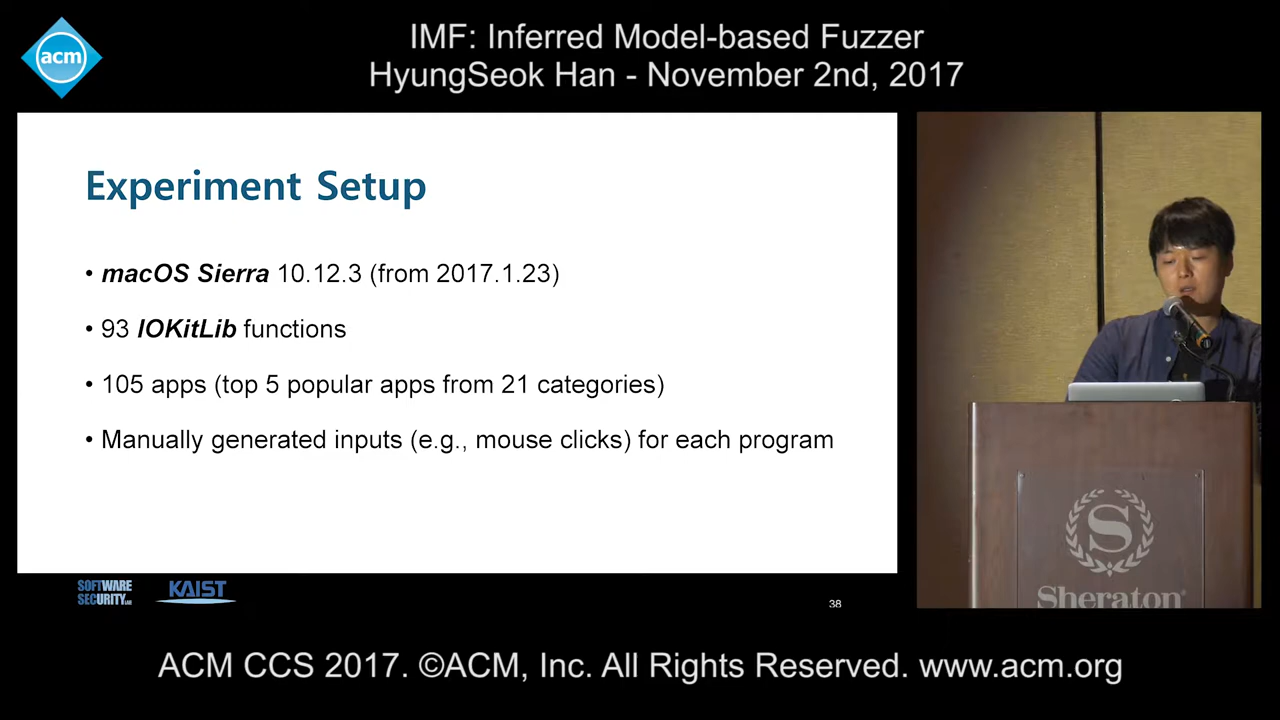 IMF: Inferred Model-based Fuzzer
HyungSeok Han - November 2nd, 2017
acm
Experiment Setup
• macOS Sierra 10.12.3 (from 2017.1.23)
• 93 IOKitLib functions
• 105 apps (top 5 popular apps from 21 categories)
• Manually generated inputs (e.g., mouse clicks) for each program
SOFTWARE
SECURITY LAB
KAIST
38
S
Sheraton
ACM CCS 2017. ©ACM, Inc. All Rights Reserved. www.acm.org